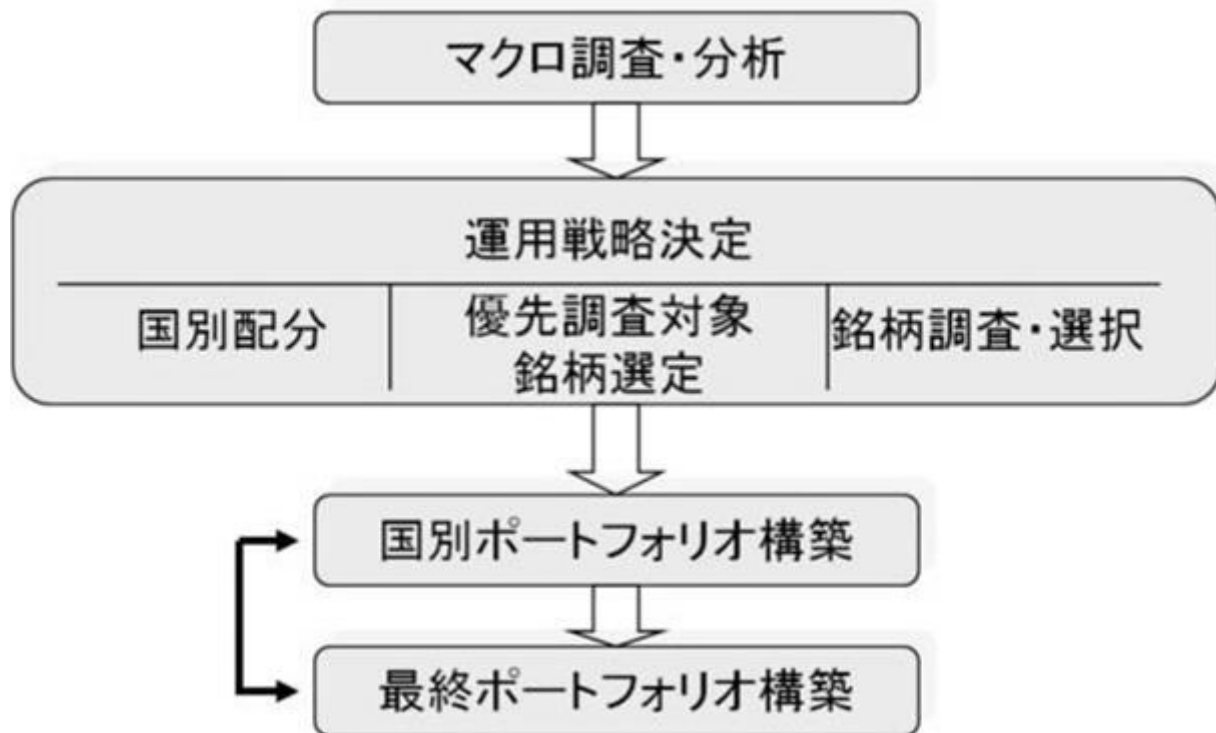 マクロ調査・分析
運用戦略決定
国別配分
優先調査対象
銘柄選定
銘柄調査・選択
国別ポートフォリオ構築
最終ポートフォリオ構築